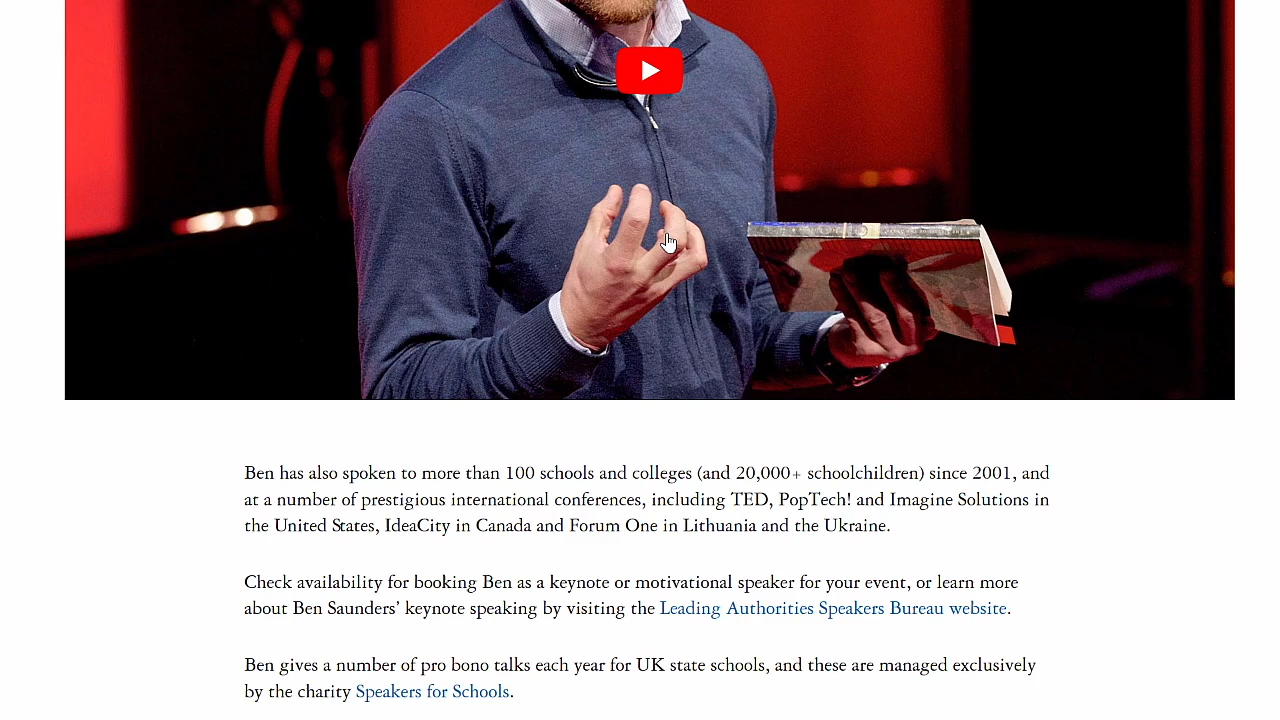 Ben has also spoken to more than 100 schools and colleges (and 20,000+ schoolchildren) since 2001, and
at a number of prestigious international conferences, including TED, PopTech! and Imagine Solutions in
the United States, IdeaCity in Canada and Forum One in Lithuania and the Ukraine.
Check availability for booking Ben as a keynote or motivational speaker for your event, or learn more
about Ben Saunders’ keynote speaking by visiting the Leading Authorities Speakers Bureau website.
Ben gives a number of pro bono talks each year for UK state schools, and these are managed exclusively
by the charity Speakers for Schools.